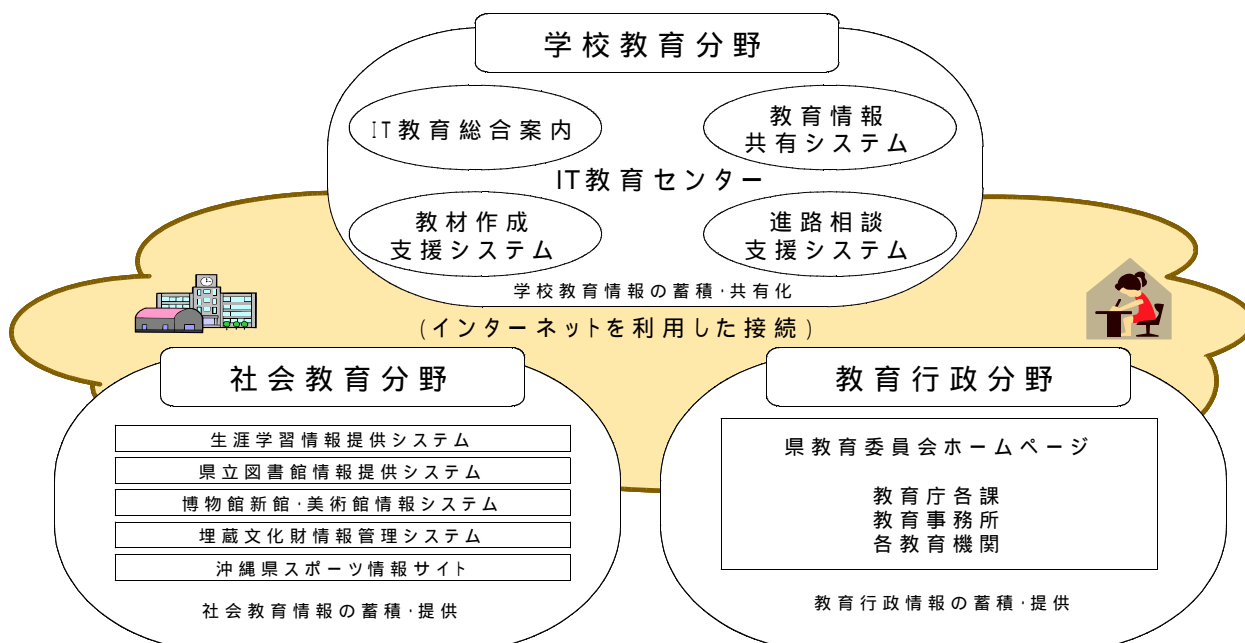 学校教育分野
IT教育総合案内
教育情報
共有システム
IT教育センター
教材作成
支援システム
進路相談
支援システム
学校教育情報の蓄積・共有化
(インターネットを利用した接続)
社会教育分野
生涯学習情報提供システム
県立図書館情報提供システム
博物館新館・美術館情報システム
埋蔵文化財情報管理システム
沖縄県スポーツ情報サイト
社会教育情報の蓄積・提供
教育行政分野
県教育委員会ホームページ
教育庁各課
教育事務所
各教育機関
教育行政情報の蓄積・提供